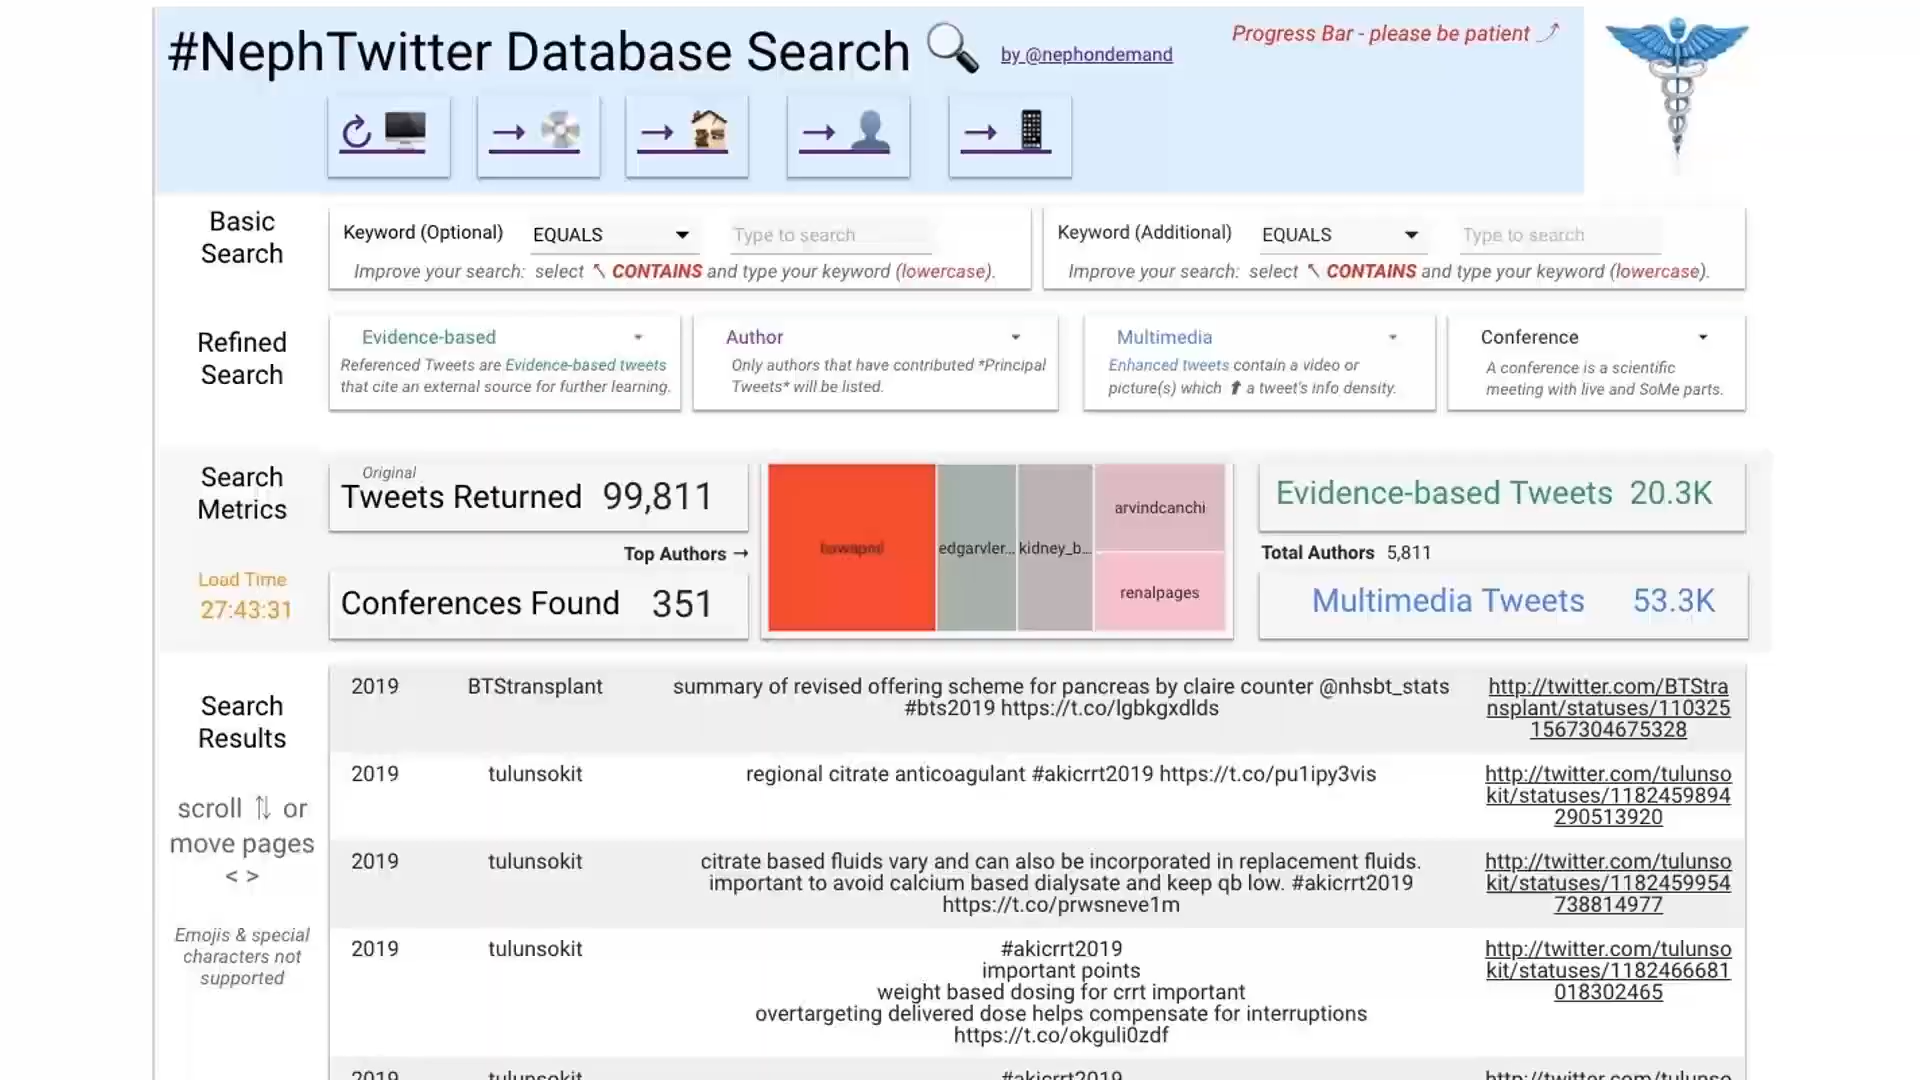 #NephTwitter Database Search
by @nephondemand
Progress Bar - please be patient
Basic
Search
Keyword (Optional) EQUALS Type to search
Improve your search: select CONTAINS and type your keyword (lowercase).
Keyword (Additional) EQUALS Type to search
Improve your search: select CONTAINS and type your keyword (lowercase).
Refined
Search
Evidence-based
Referenced Tweets are Evidence-based tweets
that cite an external source for further learning.
Author
Only authors that have contributed *Principal
Tweets* will be listed.
Multimedia
Enhanced tweets contain a video or
picture(s) which ⬆ a tweet's info density.
Conference
A conference is a scientific
meeting with live and SoMe parts.
Search
Metrics
Load Time
27:43:31
Original
Tweets Returned 99,811
Top Authors →
Conferences Found 351
edgarvler...
kidney_b...
arvindcanchi
renalpages
Evidence-based Tweets 20.3K
Total Authors 5,811
Multimedia Tweets 53.3K
Search
Results
scroll ⇅ or
move pages
< >
Emojis & special
characters not
supported
2019 BTStransplant summary of revised offering scheme for pancreas by claire counter @nhsbt_stats http://twitter.com/BTStra
#bts2019 https://t.co/lgbkgxdlds nsplant/statuses/110325
1567304675328
2019 tulunsokit regional citrate anticoagulant #akicrrt2019 https://t.co/pu1ipy3vis http://twitter.com/tulunso
kit/statuses/1182459894
290513920
2019 tulunsokit citrate based fluids vary and can also be incorporated in replacement fluids. http://twitter.com/tulunso
important to avoid calcium based dialysate and keep qb low. #akicrrt2019 kit/statuses/1182459954
https://t.co/prwsneve1m 738814977
2019 tulunsokit #akicrrt2019 http://twitter.com/tulunso
important points kit/statuses/1182466681
weight based dosing for crrt important 018302465
overtargeting delivered dose helps compensate for interruptions
https://t.co/okguli0zdf
2019 tulunsokit #akicrrt2019 http://twitter.com/tulunso